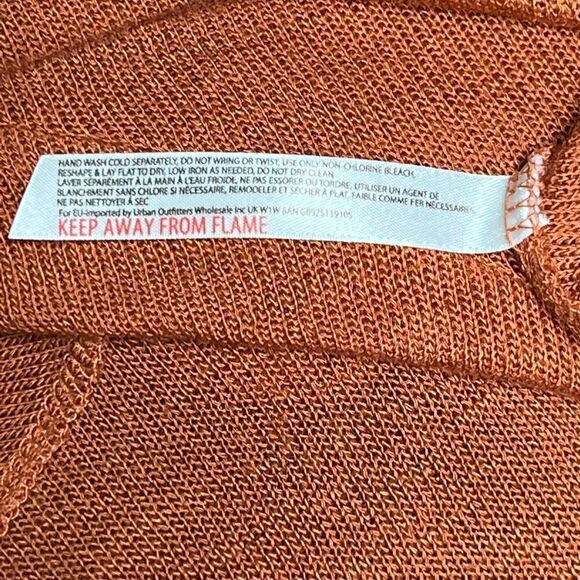 HAND WASH COLD SEPARATELY, DO NOT WRING OR TWIST, USE ONLY NON-CHLORINE BLEACH,
RESHAPE & LAY FLAT TO DRY, LOW IRON AS NEEDED, DO NOT DRY CLEAN
LAVER SÉPARÉMENT À LA MAIN À L'EAU FROIDE, NE PAS ESSORER OU TORDRE, UTILISER UN AGENT DE
BLANCHIMENT SANS CHLORE SI NÉCESSAIRE, REMODELER ET SÉCHER À PLAT, FAIBLE COMME FER NÉCESSAIRES,
NE PAS NETTOYER À SEC
For EU-imported by Urban Outfitters Wholesale Inc UK W1W 8AN GB925119105
KEEP AWAY FROM FLAME